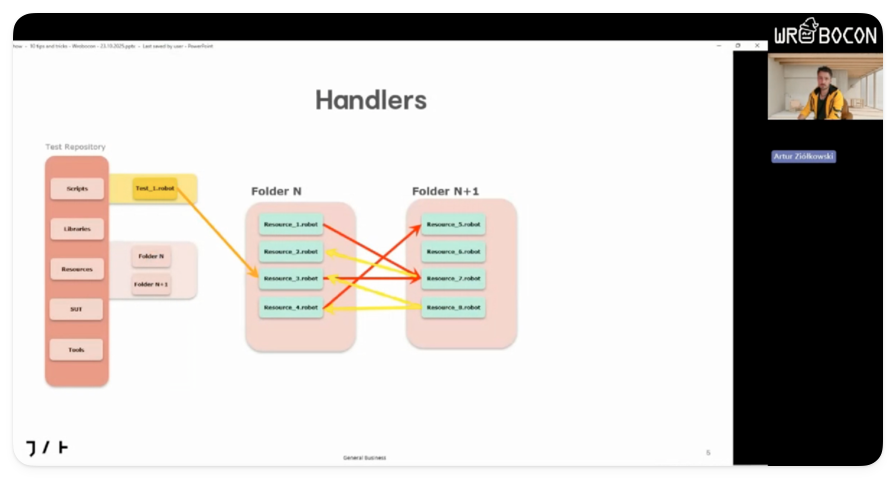 how - 10 tips and tricks - Wrobocon - 23.10.2025.pptx - Last saved by user - PowerPoint
WROBOCON
Handlers
Test Repository
Scripts
Test_1.robot
Libraries
Resources
SUT
Tools
Folder N
Folder N+1
Folder N
Resource_1.robot
Resource_2.robot
Resource_3.robot
Resource_4.robot
Folder N+1
Resource_5.robot
Resource_6.robot
Resource_7.robot
Resource_8.robot
Artur Ziółkowski
General Business
5